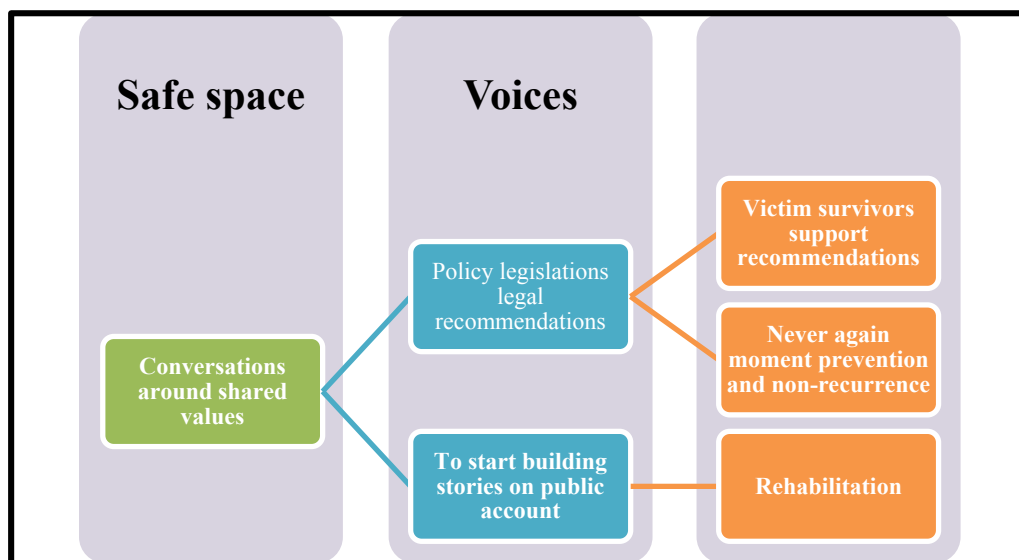 Safe space
Voices
Conversations
around shared
values
Policy legislations
legal
recommendations
To start building
stories on public
account
Victim survivors
support
recommendations
Never again
moment prevention
and non-recurrence
Rehabilitation